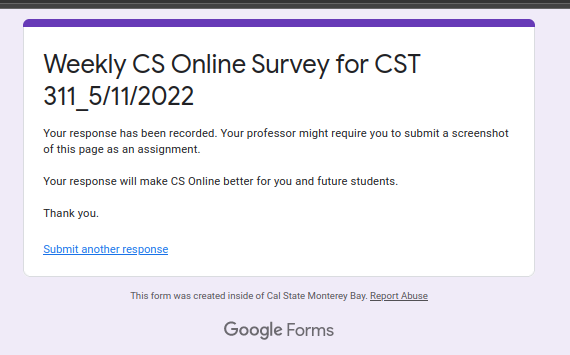 Weekly CS Online Survey for CST
311_5/11/2022
Your response has been recorded. Your professor might require you to submit a screenshot
of this page as an assignment.
Your response will make CS Online better for you and future students.
Thank you.
Submit another response
This form was created inside of Cal State Monterey Bay. Report Abuse
Google Forms